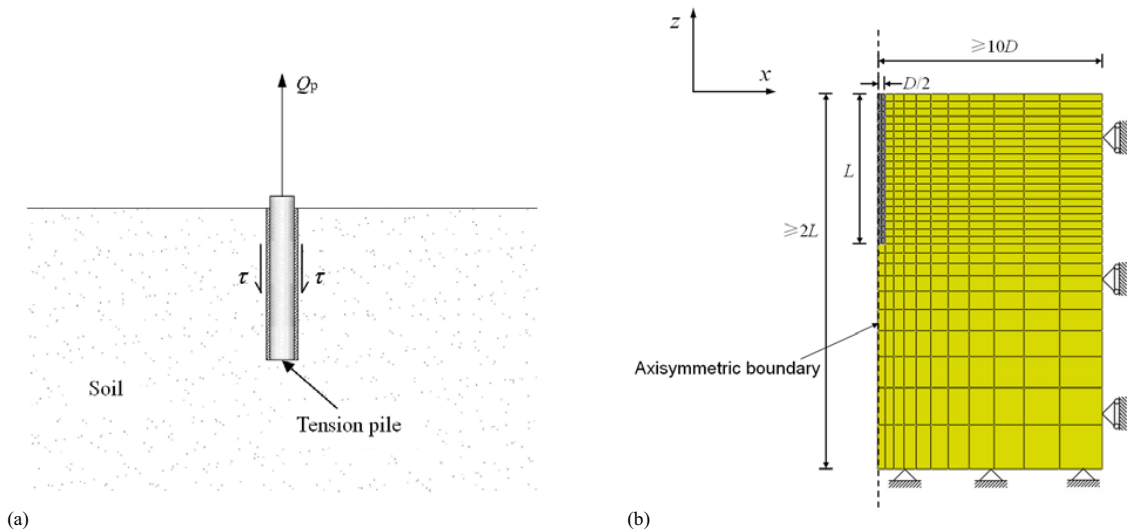 Qp
τ
τ
Soil
Tension pile
(a)
z
x
≥10D
D/2
L
≥2L
Axisymmetric boundary
(b)